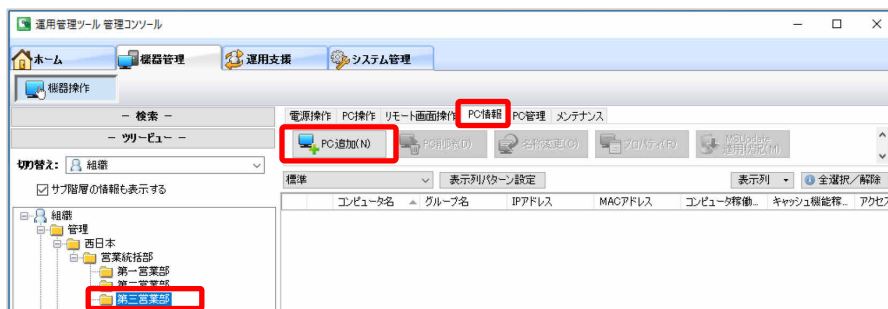 運用管理ツール 管理コンソール
ホーム 機器管理 運用支援 システム管理
機器操作
− 検索 −
電源操作 PC操作 リモート画面操作 PC情報 PC管理 メンテナンス
− ツリービュー −
PC追加(N) PC削除(D) 名称変更(C) プロパティ(R) MSUpdate 運用状況(M)
切り替え: 組織
サブ階層の情報も表示する
標準 表示列パターン設定 表示列 全選択/解除
コンピュータ名 グループ名 IPアドレス MACアドレス コンピュータ稼働... キャッシュ機能稼... アクセス
組織
管理
西日本
営業統括部
第一営業部
第二営業部
第三営業部